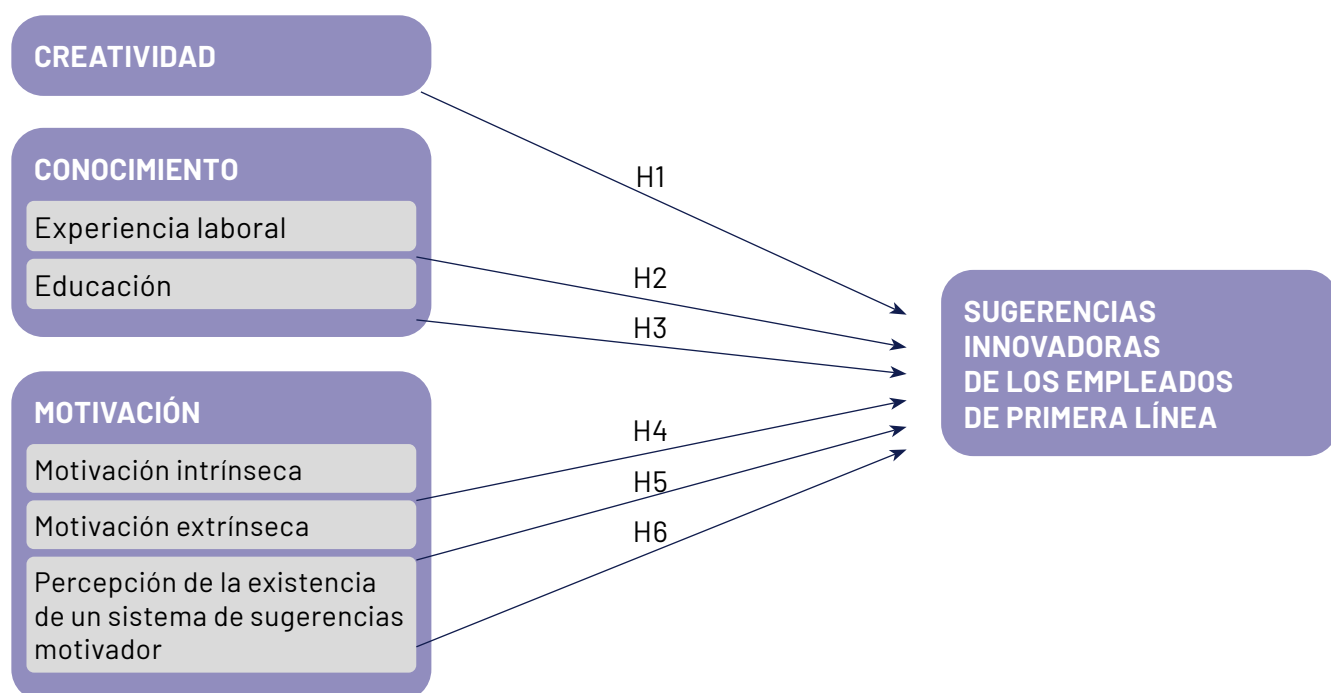 CREATIVIDAD
CONOCIMIENTO
Experiencia laboral
Educación
MOTIVACIÓN
Motivación intrínseca
Motivación extrínseca
Percepción de la existencia
de un sistema de sugerencias
motivador
H1
H2
H3
H4
H5
H6
SUGERENCIAS
INNOVADORAS
DE LOS EMPLEADOS
DE PRIMERA LÍNEA